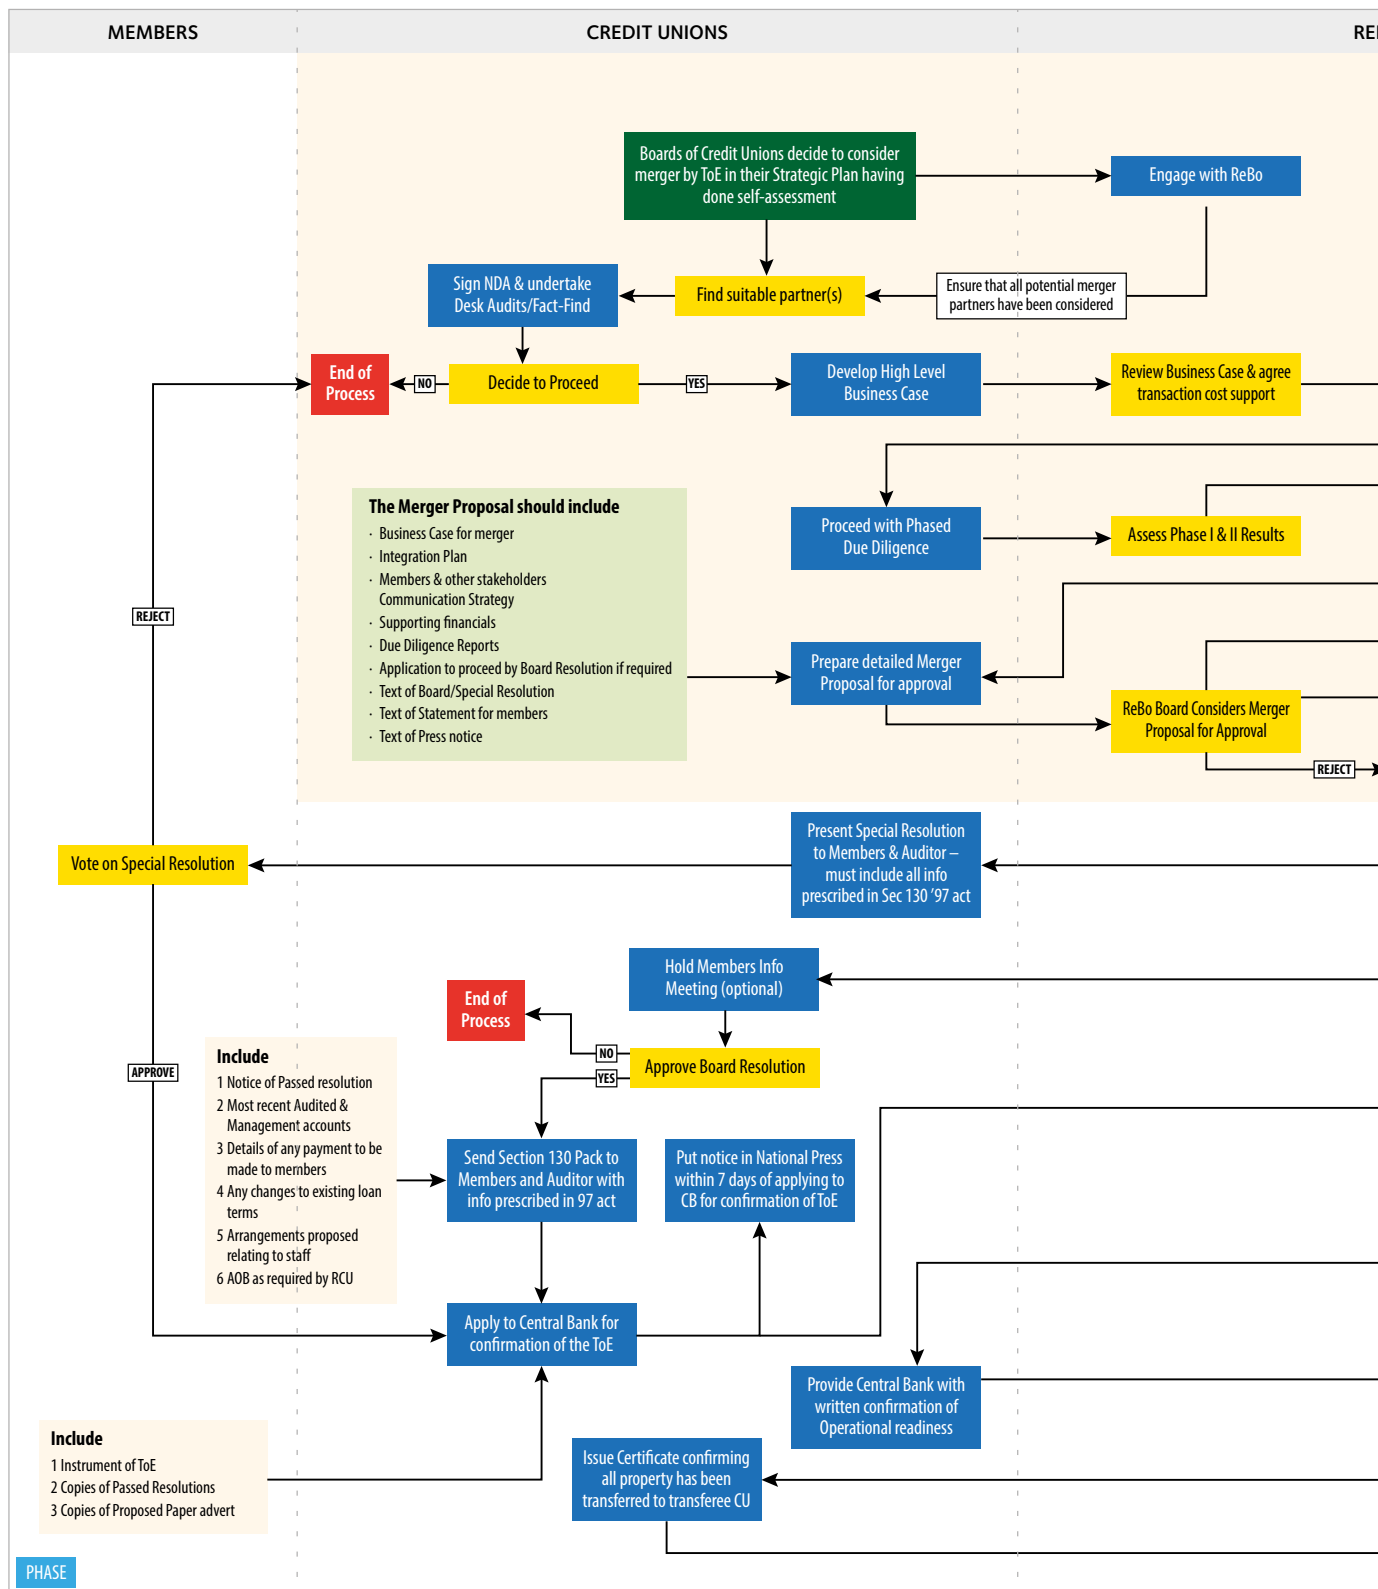 MEMBERS
CREDIT UNIONS
Boards of Credit Unions decide to consider
merger by ToE in their Strategic Plan having
done self-assessment
Engage with ReBo
Sign NDA & undertake
Desk Audits/Fact-Find
Find suitable partner(s)
Ensure that all potential merger
partners have been considered
End of
Process
NO
Decide to Proceed
YES
Develop High Level
Business Case
Review Business Case & agree
transaction cost support
The Merger Proposal should include
· Business Case for merger
· Integration Plan
· Members & other stakeholders
Communication Strategy
· Supporting financials
· Due Diligence Reports
· Application to proceed by Board Resolution if required
· Text of Board/Special Resolution
· Text of Statement for members
· Text of Press notice
Proceed with Phased
Due Diligence
Assess Phase I & II Results
REJECT
Prepare detailed Merger
Proposal for approval
ReBo Board Considers Merger
Proposal for Approval
REJECT
Vote on Special Resolution
Present Special Resolution
to Members & Auditor –
must include all info
prescribed in Sec 130 ’97 act
Hold Members Info
Meeting (optional)
End of
Process
NO
YES
Approve Board Resolution
APPROVE
Include
1 Notice of Passed resolution
2 Most recent Audited &
Management accounts
3 Details of any payment to be
made to members
4 Any changes to existing loan
terms
5 Arrangements proposed
relating to staff
6 AOB as required by RCU
Send Section 130 Pack to
Members and Auditor with
info prescribed in 97 act
Put notice in National Press
within 7 days of applying to
CB for confirmation of ToE
Apply to Central Bank for
confirmation of the ToE
Provide Central Bank with
written confirmation of
Operational readiness
Include
1 Instrument of ToE
2 Copies of Passed Resolutions
3 Copies of Proposed Paper advert
Issue Certificate confirming
all property has been
transferred to transferee CU
PHASE